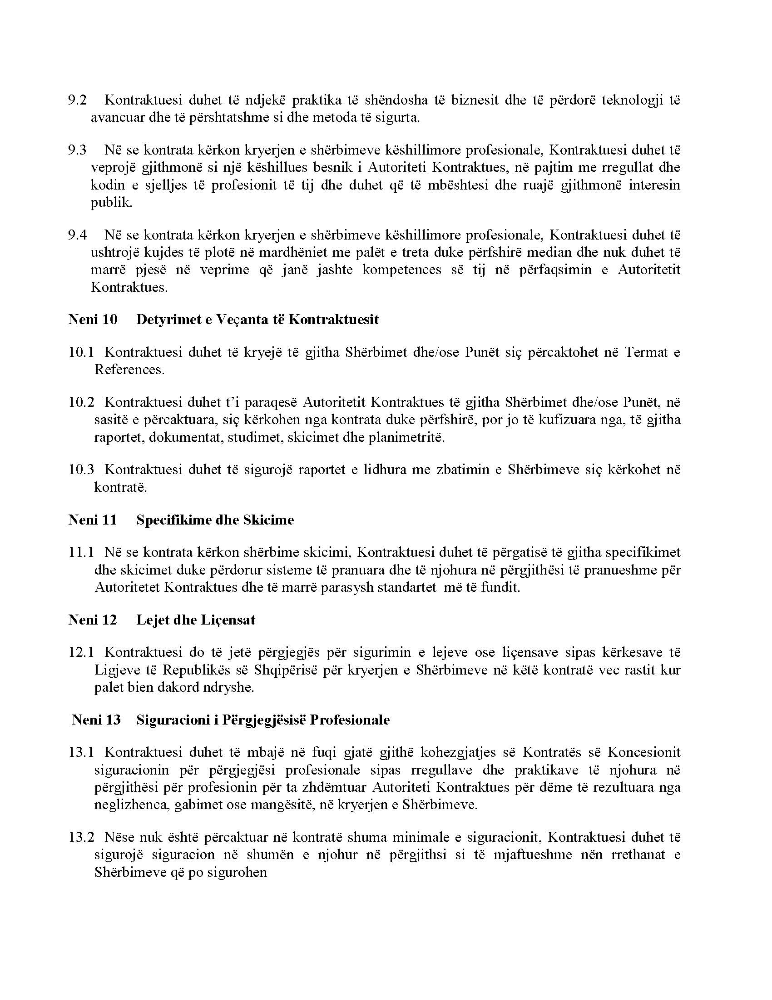 9.2 Kontraktuesi duhet të ndjekë praktika të shëndosha të biznesit dhe të përdorë teknologji të
avancuar dhe të përshtatshme si dhe metoda të sigurta.
9.3 Në se kontrata kërkon kryerjen e shërbimeve këshillimore profesionale, Kontraktuesi duhet të
veprojë gjithmonë si një këshillues besnik i Autoriteti Kontraktues, në pajtim me rregullat dhe
kodin e sjelljes të profesionit të tij dhe duhet që të mbështesi dhe ruajë gjithmonë interesin
publik.
9.4 Në se kontrata kërkon kryerjen e shërbimeve këshillimore profesionale, Kontraktuesi duhet të
ushtrojë kujdes të plotë në mardhëniet me palët e treta duke përfshirë median dhe nuk duhet të
marrë pjesë në veprime që janë jashte kompetences së tij në përfaqsimin e Autoritetit
Kontraktues.
Neni 10 Detyrimet e Veçanta të Kontraktuesit
10.1 Kontraktuesi duhet të kryejë të gjitha Shërbimet dhe/ose Punët siç përcaktohet në Termat e
References.
10.2 Kontraktuesi duhet t’i paraqesë Autoritetit Kontraktues të gjitha Shërbimet dhe/ose Punët, në
sasitë e përcaktuara, siç kërkohen nga kontrata duke përfshirë, por jo të kufizuara nga, të gjitha
raportet, dokumentat, studimet, skicimet dhe planimetritë.
10.3 Kontraktuesi duhet të sigurojë raportet e lidhura me zbatimin e Shërbimeve siç kërkohet në
kontratë.
Neni 11 Specifikime dhe Skicime
11.1 Në se kontrata kërkon shërbime skicimi, Kontraktuesi duhet të përgatisë të gjitha specifikimet
dhe skicimet duke përdorur sisteme të pranuara dhe të njohura në përgjithësi të pranueshme për
Autoritetet Kontraktues dhe të marrë parasysh standartet më të fundit.
Neni 12 Lejet dhe Liçensat
12.1 Kontraktuesi do të jetë përgjegjës për sigurimin e lejeve ose liçensave sipas kërkesave të
Ligjeve të Republikës së Shqipërisë për kryerjen e Shërbimeve në këtë kontratë vec rastit kur
palet bien dakord ndryshe.
Neni 13 Siguracioni i Përgjegjësisë Profesionale
13.1 Kontraktuesi duhet të mbajë në fuqi gjatë gjithë kohezgjatjes së Kontratës së Koncesionit
siguracionin për përgjegjësi profesionale sipas rregullave dhe praktikave të njohura në
përgjithësi për profesionin për ta zhdëmtuar Autoriteti Kontraktues për dëme të rezultuara nga
neglizhenca, gabimet ose mangësitë, në kryerjen e Shërbimeve.
13.2 Nëse nuk është përcaktuar në kontratë shuma minimale e siguracionit, Kontraktuesi duhet të
sigurojë siguracion në shumën e njohur në përgjithsi si të mjaftueshme nën rrethanat e
Shërbimeve që po sigurohen